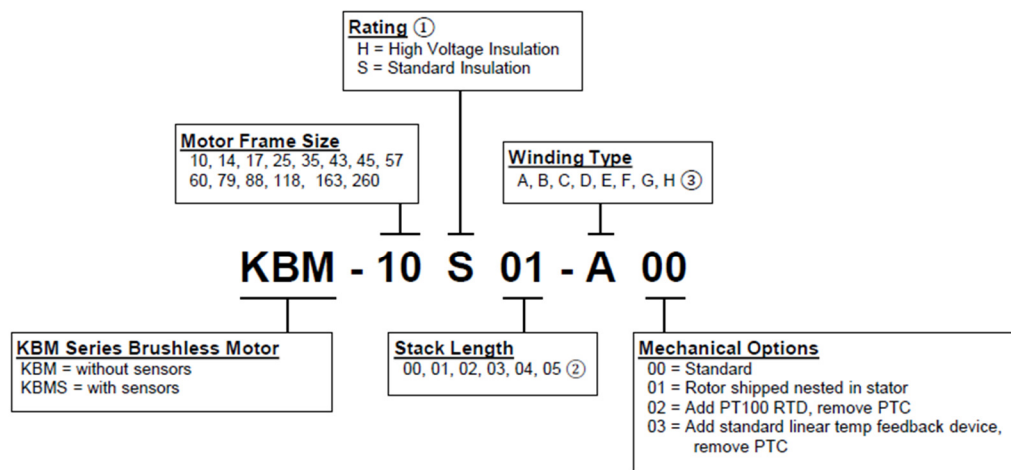 Rating ①
H = High Voltage Insulation
S = Standard Insulation
Motor Frame Size
10, 14, 17, 25, 35, 43, 45, 57
60, 79, 88, 118, 163, 260
Winding Type
A, B, C, D, E, F, G, H ③
KBM - 10 S 01 - A 00
KBM Series Brushless Motor
KBM = without sensors
KBMS = with sensors
Stack Length
00, 01, 02, 03, 04, 05 ②
Mechanical Options
00 = Standard
01 = Rotor shipped nested in stator
02 = Add PT100 RTD, remove PTC
03 = Add standard linear temp feedback device,
remove PTC